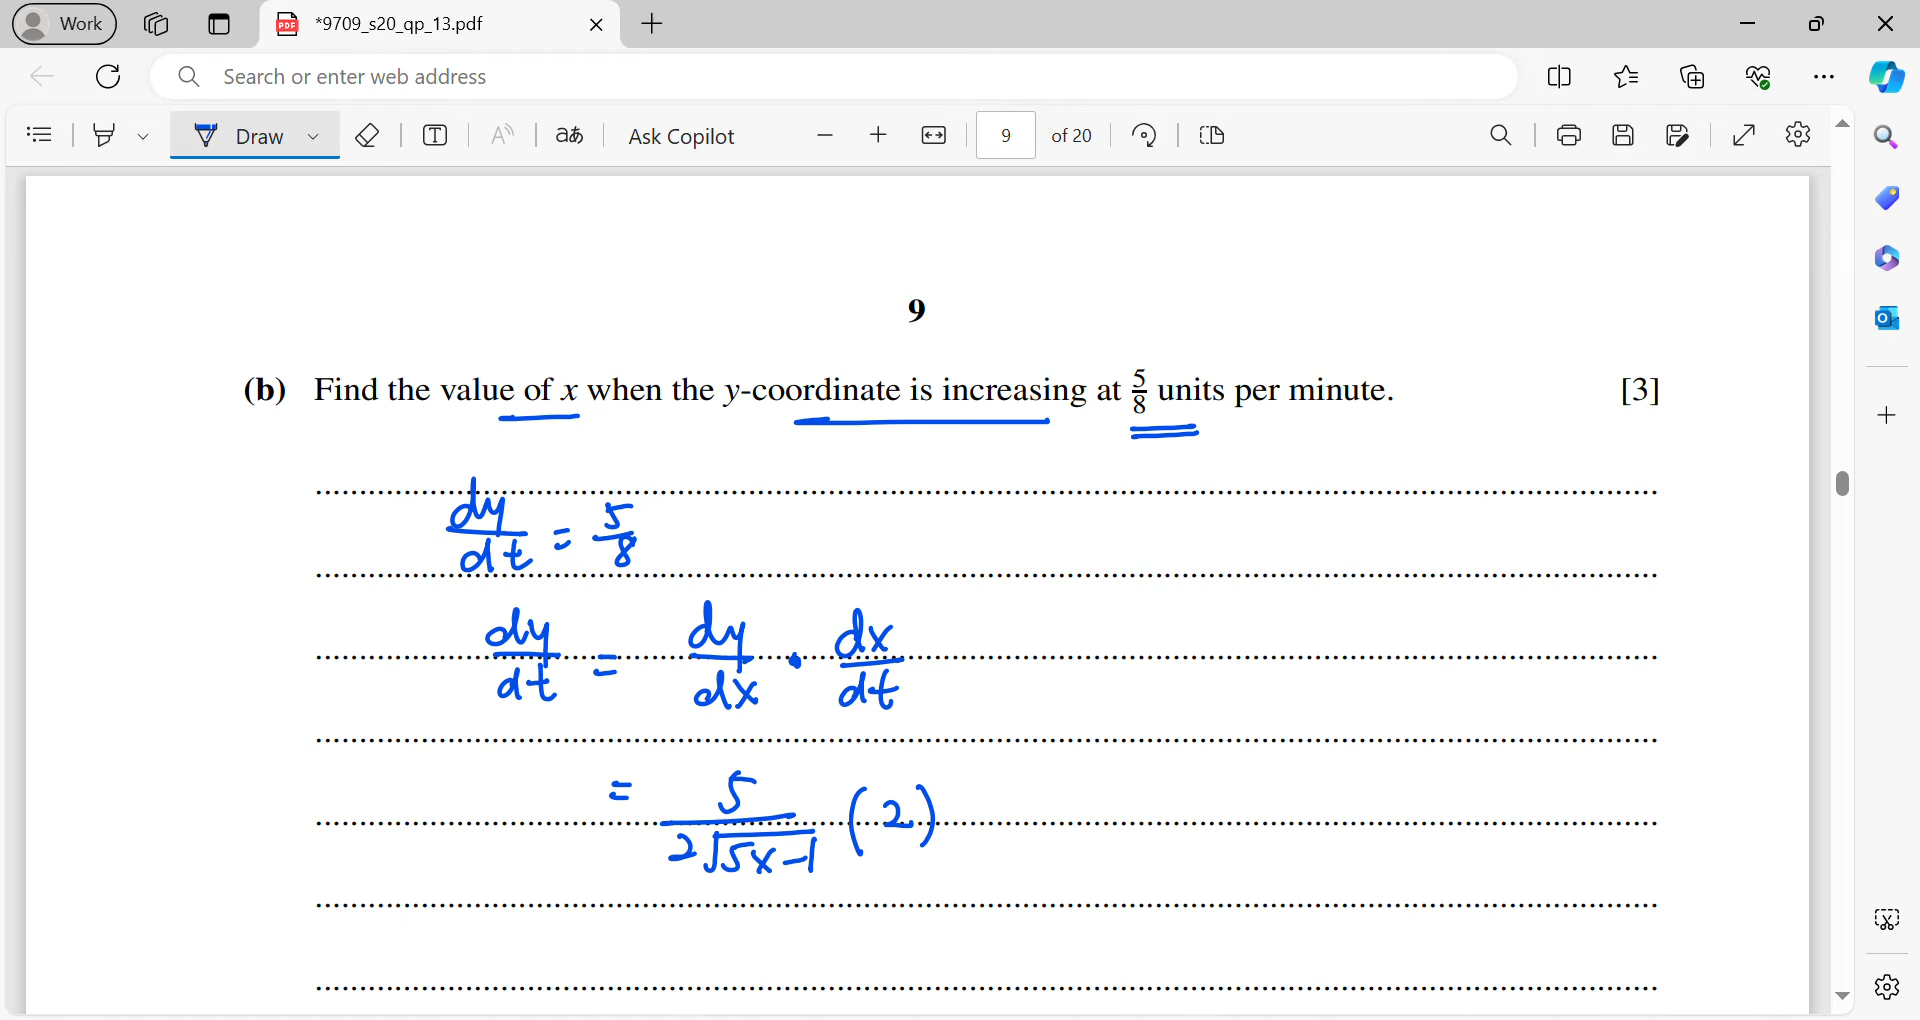 Work
*9709_s20_qp_13.pdf
Search or enter web address
Draw
aあ
Ask Copilot
9 of 20
9
(b) Find the value of x when the y-coordinate is increasing at 5/8 units per minute. [3]
dy/dt = 5/8
dy/dt = dy/dx · dx/dt
= 5/(2√(5x-1)) (2)